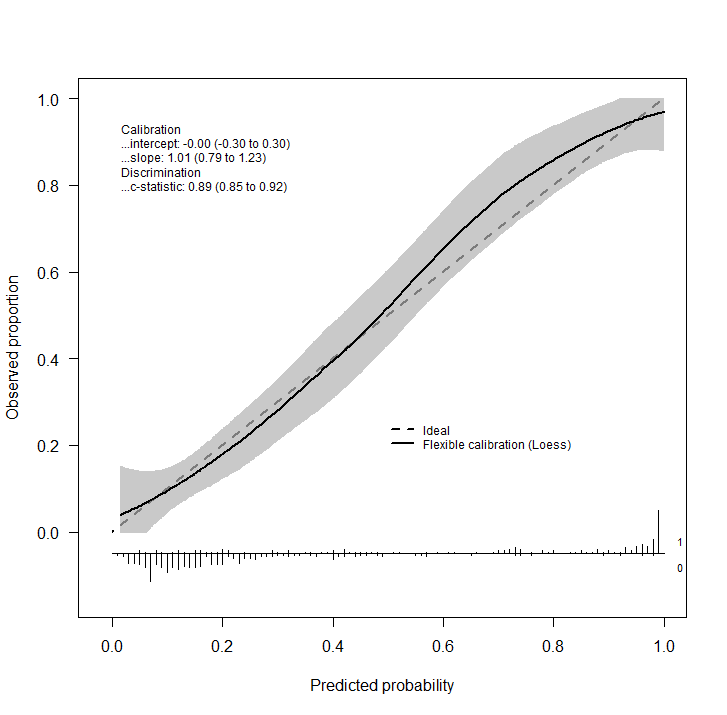 Calibration
...intercept: -0.00 (-0.30 to 0.30)
...slope: 1.01 (0.79 to 1.23)
Discrimination
...c-statistic: 0.89 (0.85 to 0.92)
1.0
0.8
0.6
0.4
0.2
0.0
Observed proportion
Ideal
Flexible calibration (Loess)
1
0
0.0 0.2 0.4 0.6 0.8 1.0
Predicted probability